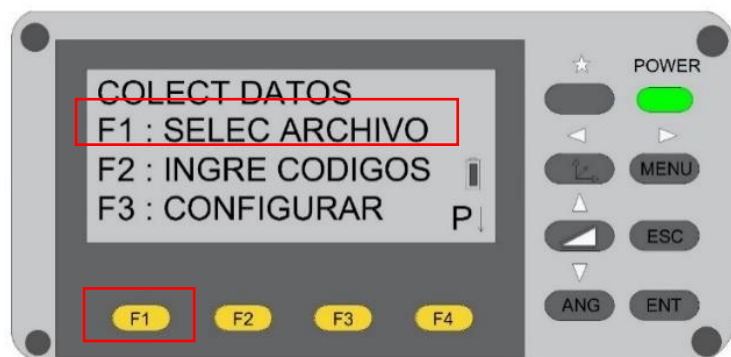 COLECT DATOS
F1 : SELEC ARCHIVO
F2 : INGRE CODIGOS
F3 : CONFIGURAR P↓
F1 F2 F3 F4
POWER
MENU
ESC
ANG ENT